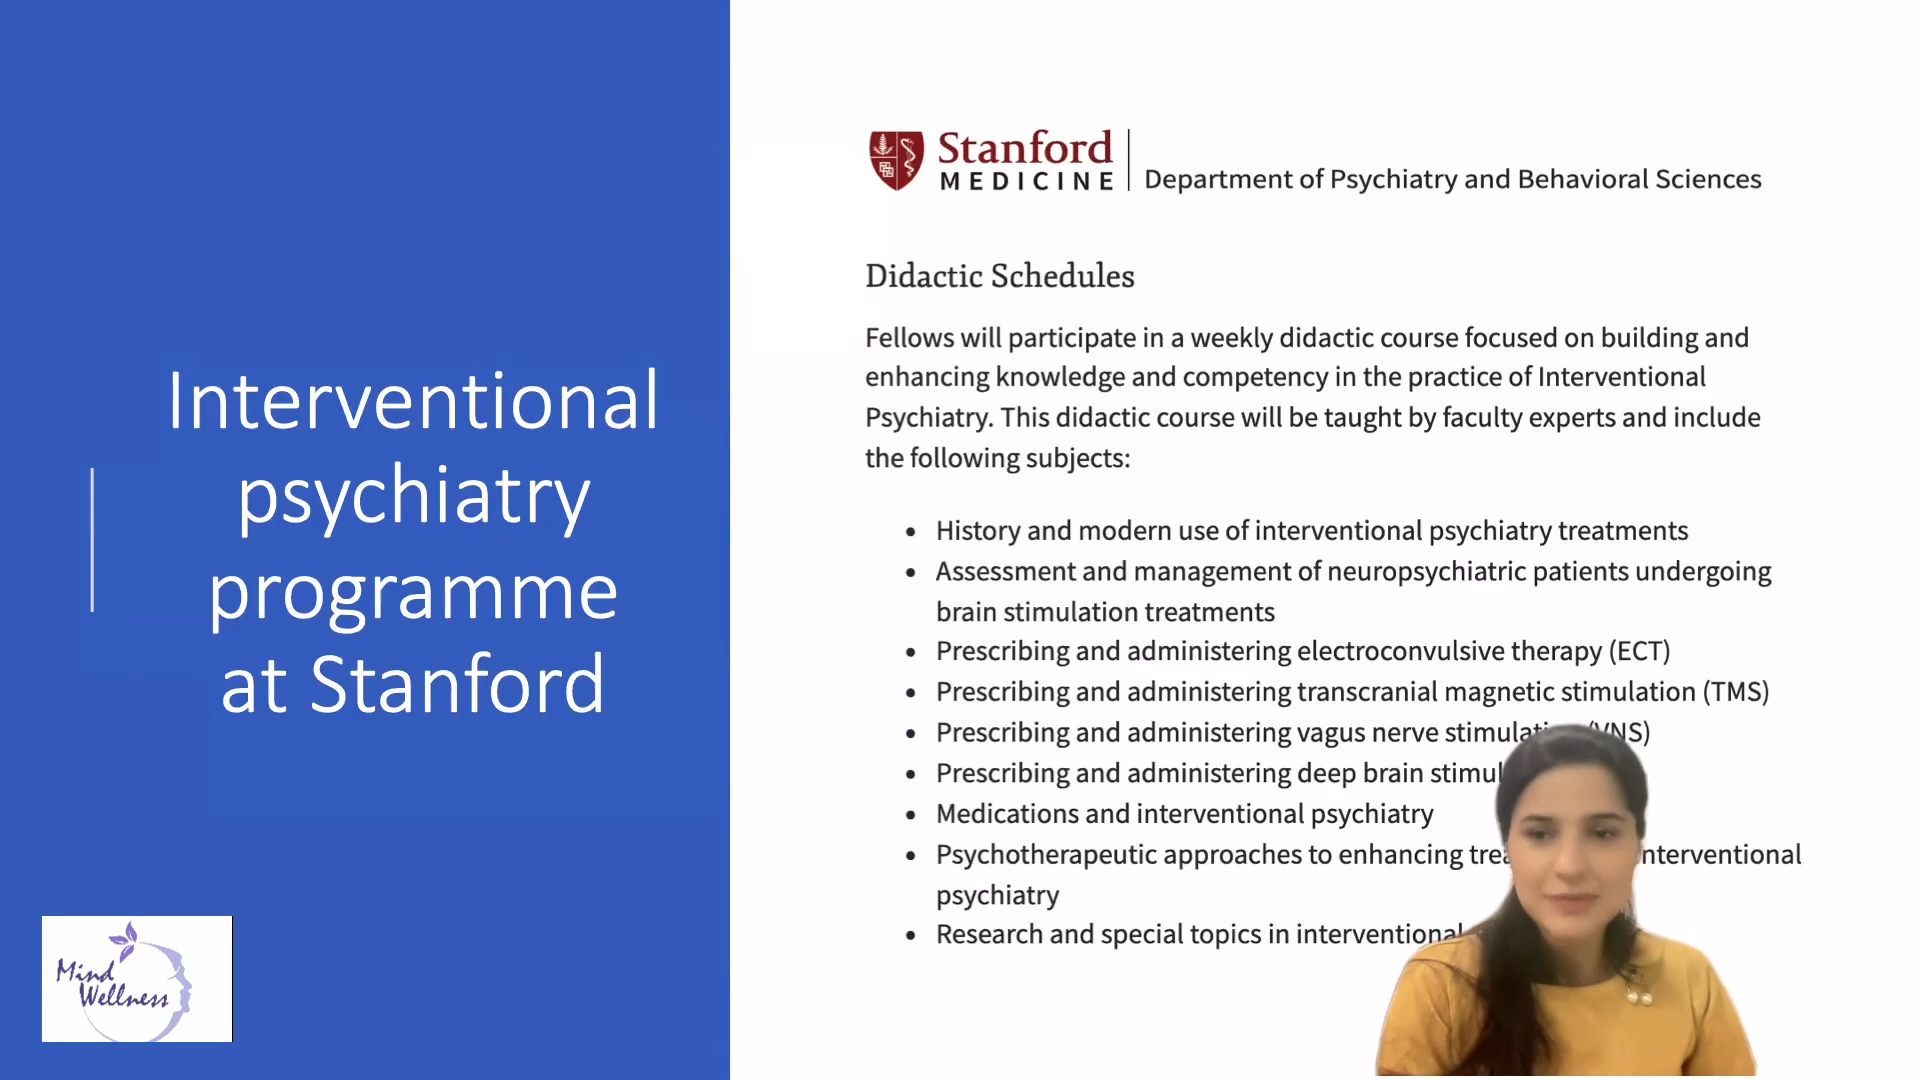 Interventional
psychiatry
programme
at Stanford
Mind
Wellness
Stanford
MEDICINE
Department of Psychiatry and Behavioral Sciences
Didactic Schedules
Fellows will participate in a weekly didactic course focused on building and
enhancing knowledge and competency in the practice of Interventional
Psychiatry. This didactic course will be taught by faculty experts and include
the following subjects:
• History and modern use of interventional psychiatry treatments
• Assessment and management of neuropsychiatric patients undergoing
brain stimulation treatments
• Prescribing and administering electroconvulsive therapy (ECT)
• Prescribing and administering transcranial magnetic stimulation (TMS)
• Prescribing and administering vagus nerve (VNS)
• Prescribing and administering deep brain
• Medications and interventional psychiatry
• Psychotherapeutic approaches to enhancing
psychiatry
• Research and special topics in interventional